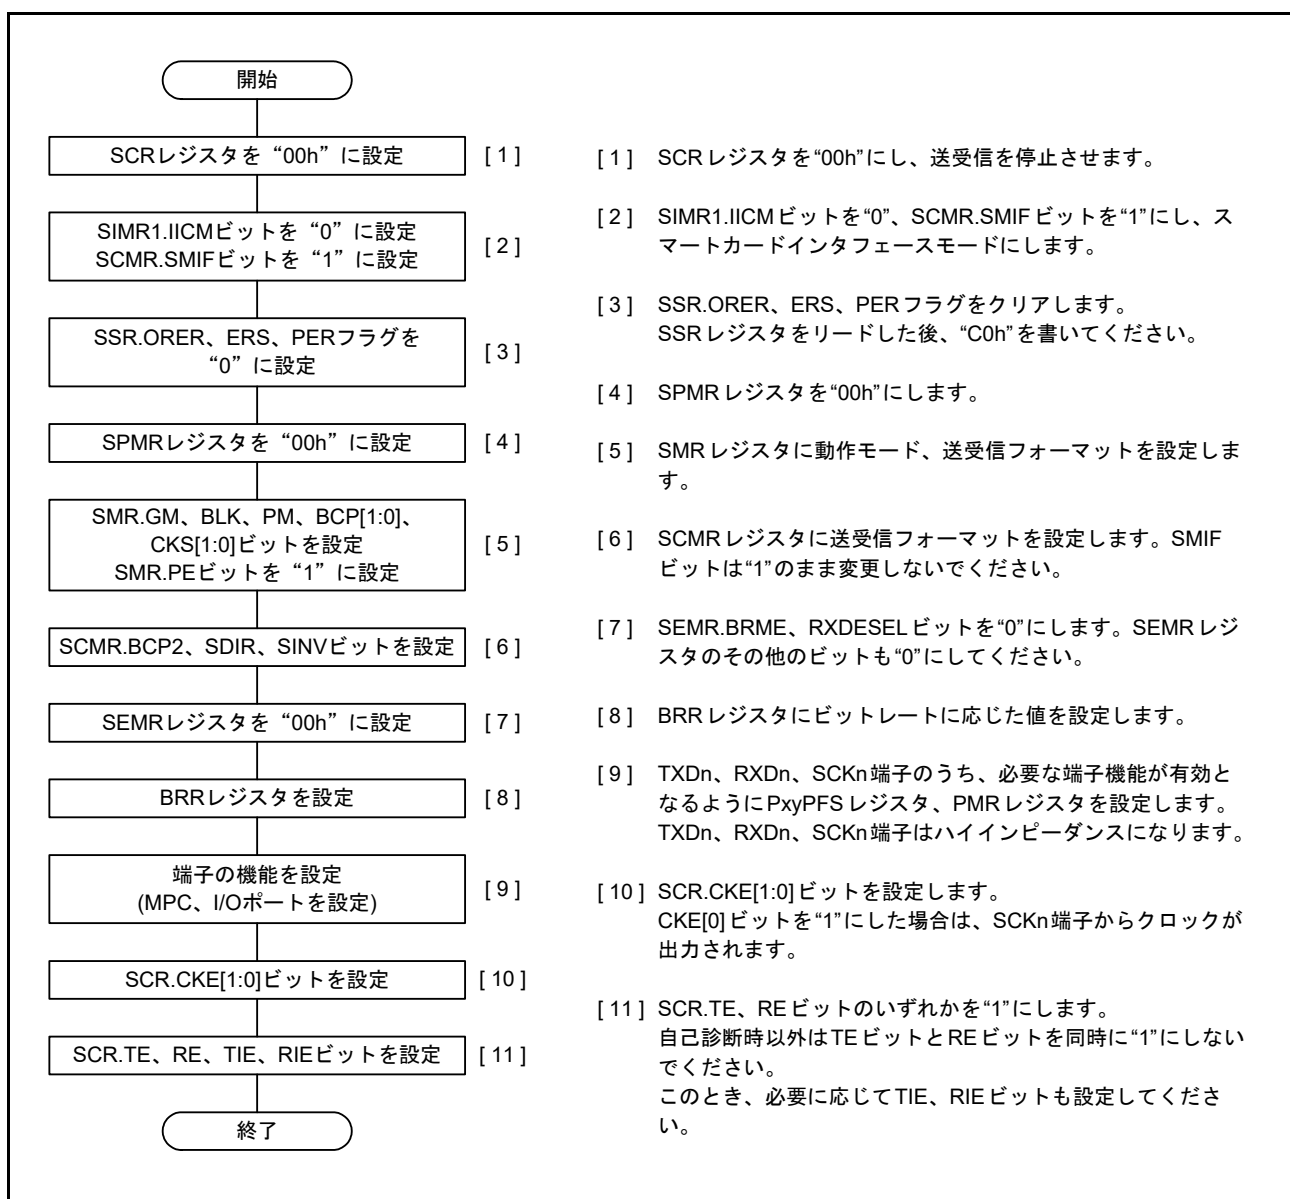 開始
SCRレジスタを“00h”に設定
[ 1 ]
SIMR1.IICMビットを“0”に設定
SCMR.SMIFビットを“1”に設定
[ 2 ]
SSR.ORER、ERS、PERフラグを
“0”に設定
[ 3 ]
SPMRレジスタを“00h”に設定
[ 4 ]
SMR.GM、BLK、PM、BCP[1:0]、
CKS[1:0]ビットを設定
SMR.PEビットを“1”に設定
[ 5 ]
SCMR.BCP2、SDIR、SINVビットを設定
[ 6 ]
SEMRレジスタを“00h”に設定
[ 7 ]
BRRレジスタを設定
[ 8 ]
端子の機能を設定
(MPC、I/Oポートを設定)
[ 9 ]
SCR.CKE[1:0]ビットを設定
[ 10 ]
SCR.TE、RE、TIE、RIEビットを設定
[ 11 ]
終了
[ 1 ] SCRレジスタを“00h”にし、送受信を停止させます。
[ 2 ] SIMR1.IICMビットを“0”、SCMR.SMIFビットを“1”にし、ス
マートカードインタフェースモードにします。
[ 3 ] SSR.ORER、ERS、PERフラグをクリアします。
SSRレジスタをリードした後、“C0h”を書いてください。
[ 4 ] SPMRレジスタを“00h”にします。
[ 5 ] SMRレジスタに動作モード、送受信フォーマットを設定しま
す。
[ 6 ] SCMRレジスタに送受信フォーマットを設定します。SMIF
ビットは“1”のまま変更しないでください。
[ 7 ] SEMR.BRME、RXDESELビットを“0”にします。SEMRレジ
スタのその他のビットも“0”にしてください。
[ 8 ] BRRレジスタにビットレートに応じた値を設定します。
[ 9 ] TXDn、RXDn、SCKn端子のうち、必要な端子機能が有効と
なるようにPxyPFSレジスタ、PMRレジスタを設定します。
TXDn、RXDn、SCKn端子はハイインピーダンスになります。
[ 10 ] SCR.CKE[1:0]ビットを設定します。
CKE[0]ビットを“1”にした場合は、SCKn端子からクロックが
出力されます。
[ 11 ] SCR.TE、REビットのいずれかを“1”にします。
自己診断時以外はTEビットとREビットを同時に“1”にしない
でください。
このとき、必要に応じてTIE、RIEビットも設定してくださ
い。